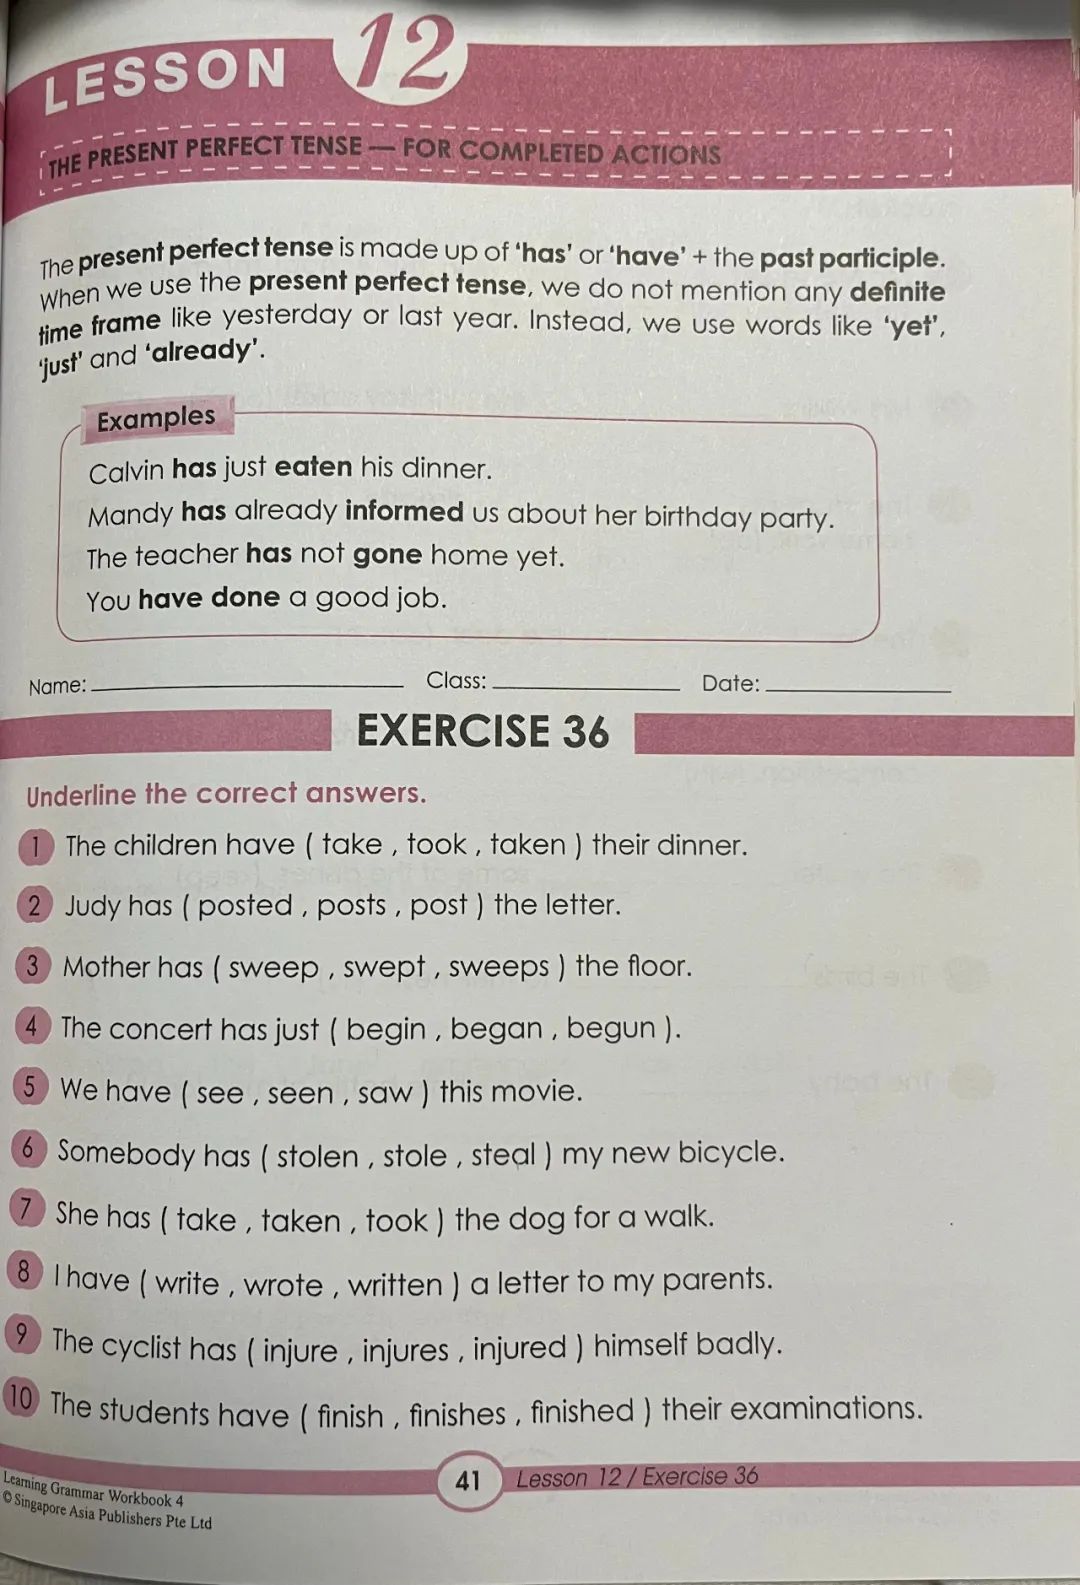 LESSON 12
THE PRESENT PERFECT TENSE — FOR COMPLETED ACTIONS
The present perfect tense is made up of ‘has’ or ‘have’ + the past participle.
When we use the present perfect tense, we do not mention any definite
time frame like yesterday or last year. Instead, we use words like ‘yet’,
‘just’ and ‘already’.
Examples
Calvin has just eaten his dinner.
Mandy has already informed us about her birthday party.
The teacher has not gone home yet.
You have done a good job.
Name: Class: Date:
EXERCISE 36
Underline the correct answers.
1 The children have ( take , took , taken ) their dinner.
2 Judy has ( posted , posts , post ) the letter.
3 Mother has ( sweep , swept , sweeps ) the floor.
4 The concert has just ( begin , began , begun ).
5 We have ( see , seen , saw ) this movie.
6 Somebody has ( stolen , stole , steal ) my new bicycle.
7 She has ( take , taken , took ) the dog for a walk.
8 I have ( write , wrote , written ) a letter to my parents.
9 The cyclist has ( injure , injures , injured ) himself badly.
10 The students have ( finish , finishes , finished ) their examinations.
Learning Grammar Workbook 4
© Singapore Asia Publishers Pte Ltd
41 Lesson 12 / Exercise 36